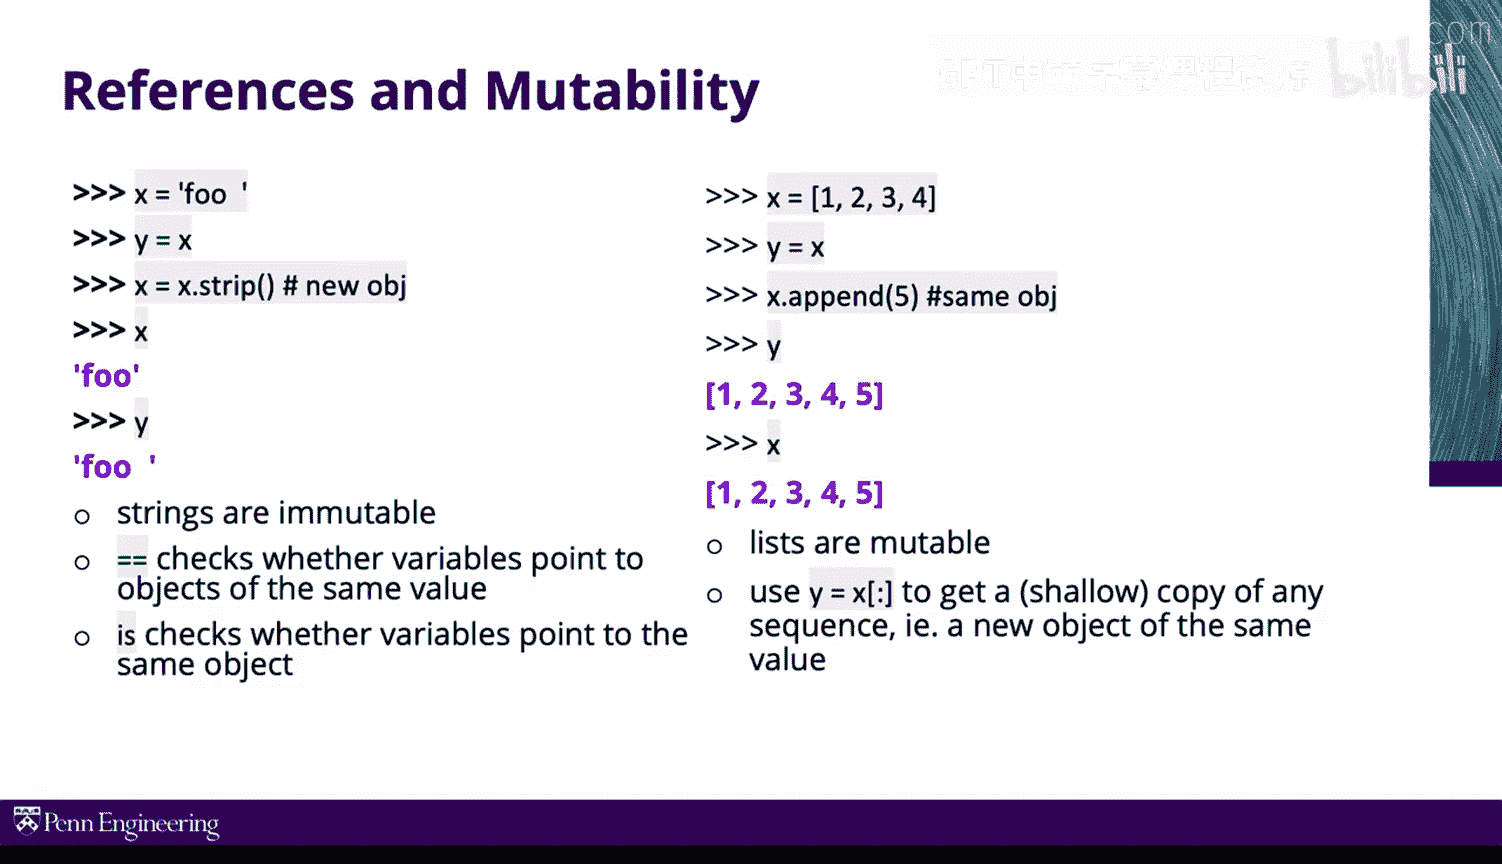 com
bilibili
References and Mutability
>>> x = 'foo  '
>>> y = x
>>> x = x.strip() # new obj
>>> x
'foo'
>>> y
'foo  '
○ strings are immutable
○ == checks whether variables point to
objects of the same value
○ is checks whether variables point to the
same object
>>> x = [1, 2, 3, 4]
>>> y = x
>>> x.append(5) #same obj
>>> y
[1, 2, 3, 4, 5]
>>> x
[1, 2, 3, 4, 5]
○ lists are mutable
○ use y = x[:] to get a (shallow) copy of any
sequence, ie. a new object of the same
value
Penn Engineering